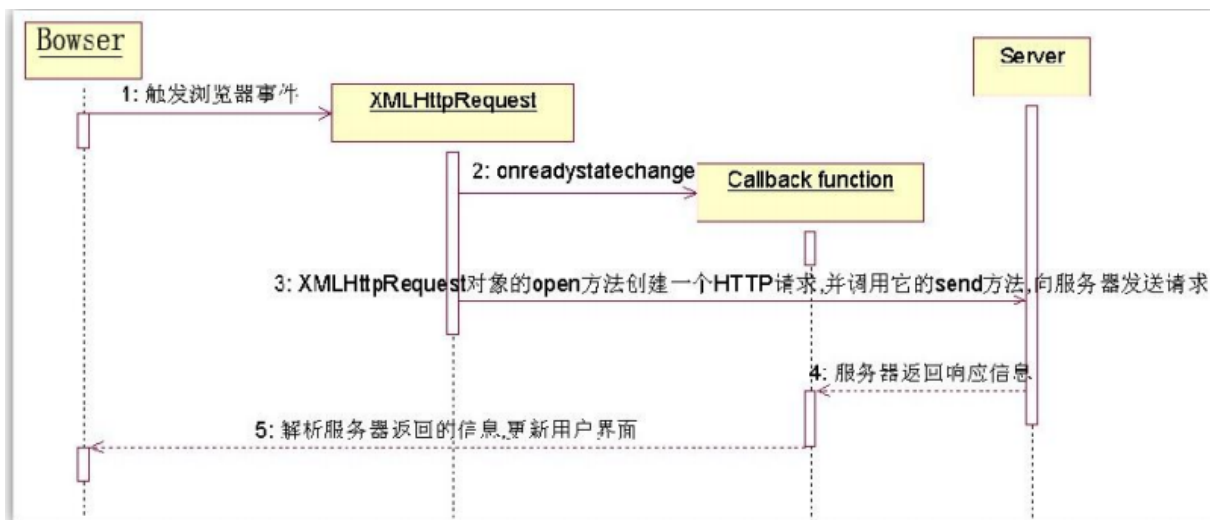 Bowser
Server
1: 触发浏览器事件
XMLHttpRequest
2: onreadystatechange
Callback function
3: XMLHttpRequest对象的open方法创建一个HTTP请求,并调用它的send方法,向服务器发送请求
4: 服务器返回响应信息
5: 解析服务器返回的信息,更新用户界面